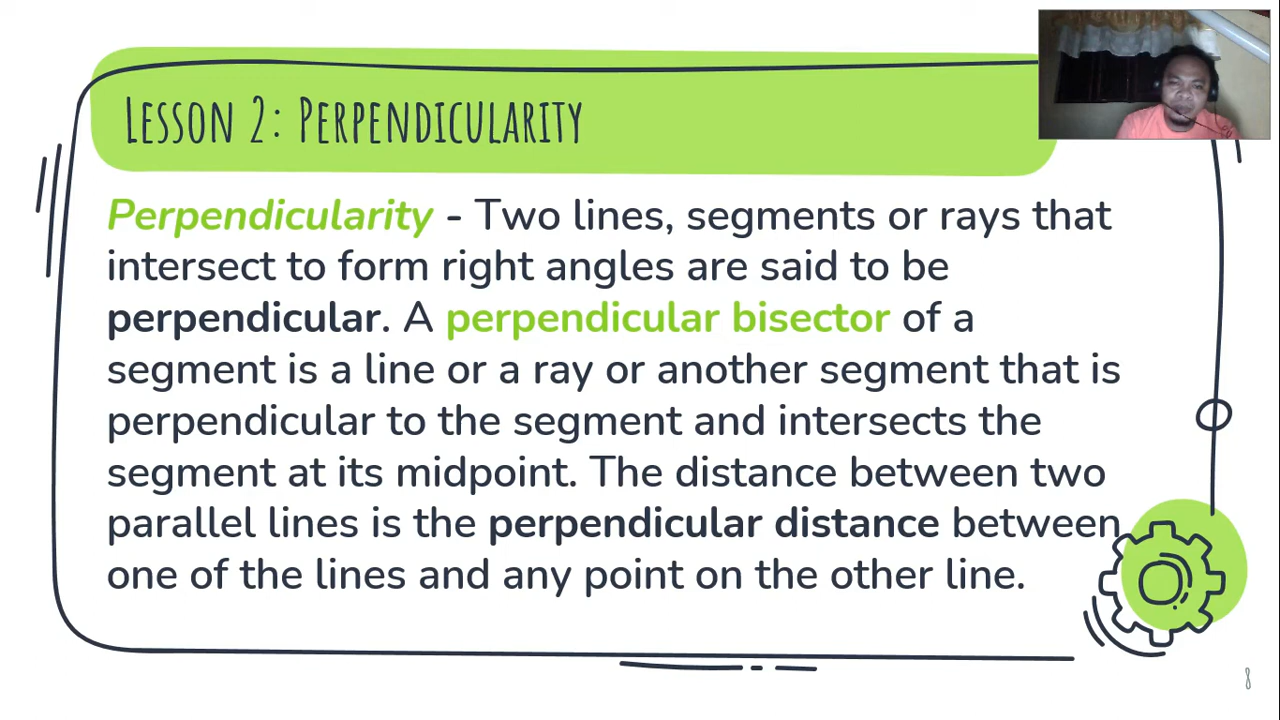 Lesson 2: Perpendicularity
Perpendicularity - Two lines, segments or rays that
intersect to form right angles are said to be
perpendicular. A perpendicular bisector of a
segment is a line or a ray or another segment that is
perpendicular to the segment and intersects the
segment at its midpoint. The distance between two
parallel lines is the perpendicular distance between
one of the lines and any point on the other line.
8